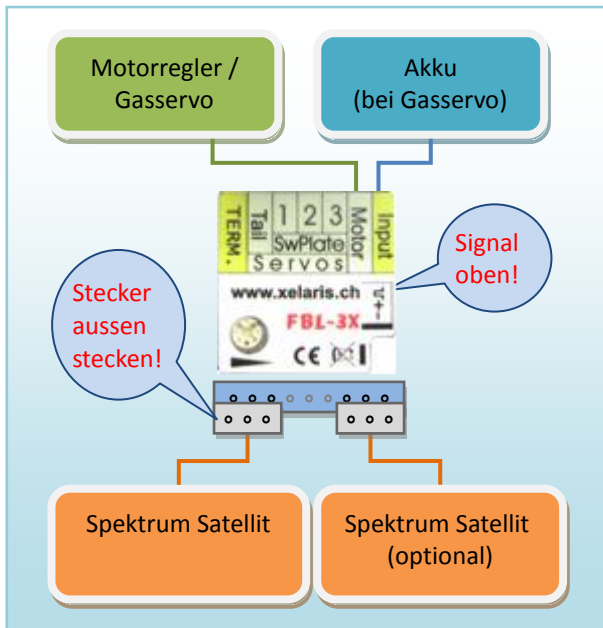 Motorregler /
Gasservo
Akku
(bei Gasservo)
TERM.
Tail
1 2 3
Motor
Input
SwPlate
Servos
www.xelaris.ch
FBL-3X
- +
CE
Signal
oben!
Stecker
aussen
stecken!
Spektrum Satellit
Spektrum Satellit
(optional)